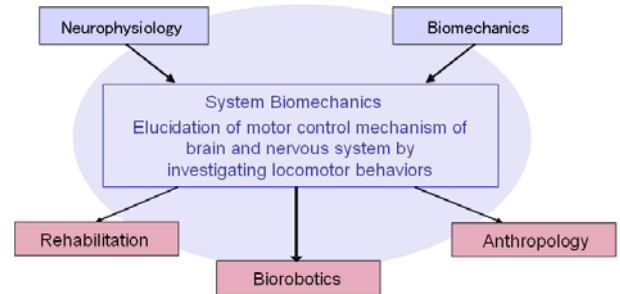 Neurophysiology
Biomechanics
System Biomechanics
Elucidation of motor control mechanism of
brain and nervous system by
investigating locomotor behaviors
Rehabilitation
Anthropology
Biorobotics